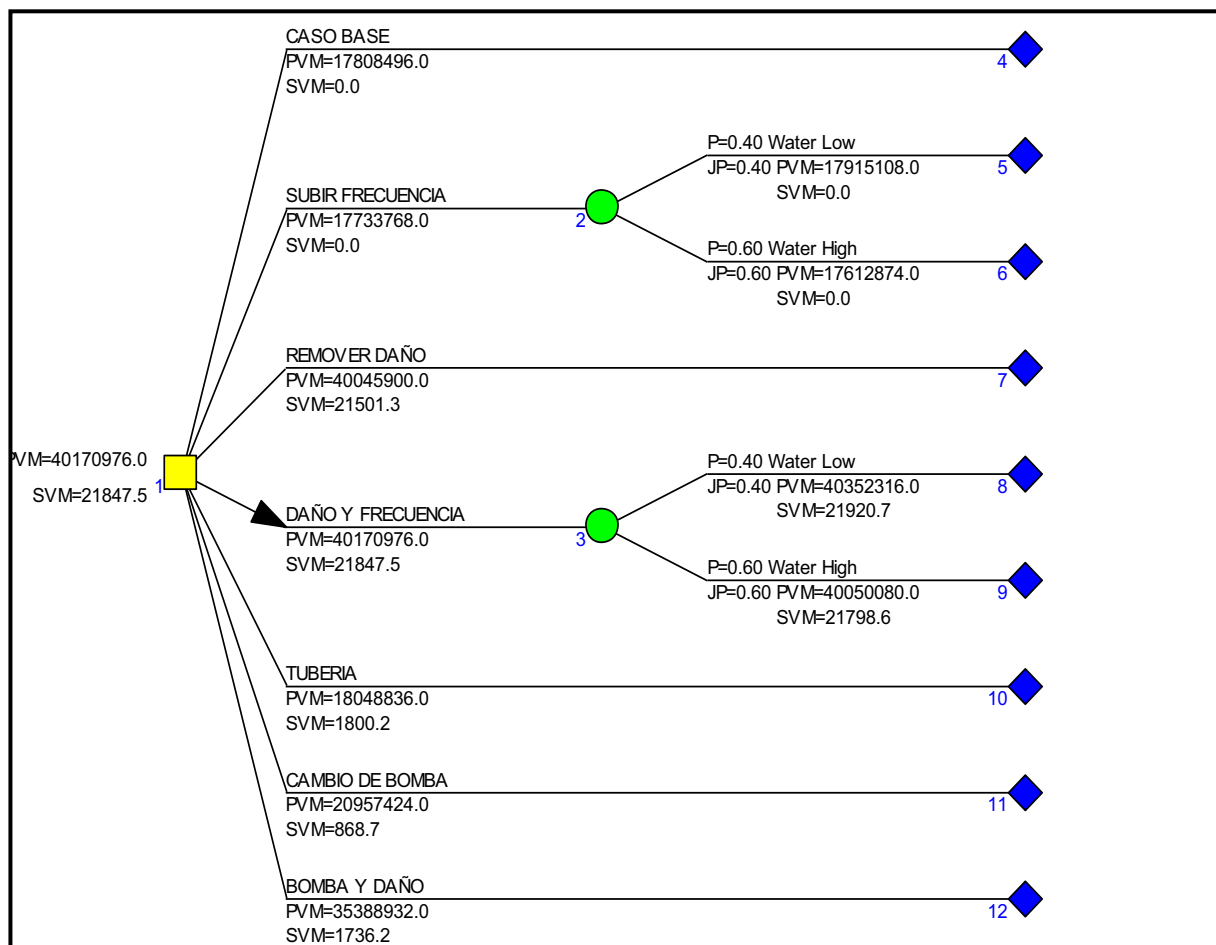 CASO BASE
PVM=17808496.0
4
SVM=0.0
P=0.40 Water Low
JP=0.40 PVM=17915108.0
5
SVM=0.0
SUBIR FRECUENCIA
PVM=17733768.0
2
SVM=0.0
P=0.60 Water High
JP=0.60 PVM=17612874.0
6
SVM=0.0
REMOVER DAÑO
PVM=40045900.0
7
SVM=21501.3
PVM=40170976.0
SVM=21847.5
1
P=0.40 Water Low
JP=0.40 PVM=40352316.0
8
SVM=21920.7
DAÑO Y FRECUENCIA
PVM=40170976.0
3
SVM=21847.5
P=0.60 Water High
JP=0.60 PVM=40050080.0
9
SVM=21798.6
TUBERIA
PVM=18048836.0
10
SVM=1800.2
CAMBIO DE BOMBA
PVM=20957424.0
11
SVM=868.7
BOMBA Y DAÑO
PVM=35388932.0
12
SVM=1736.2